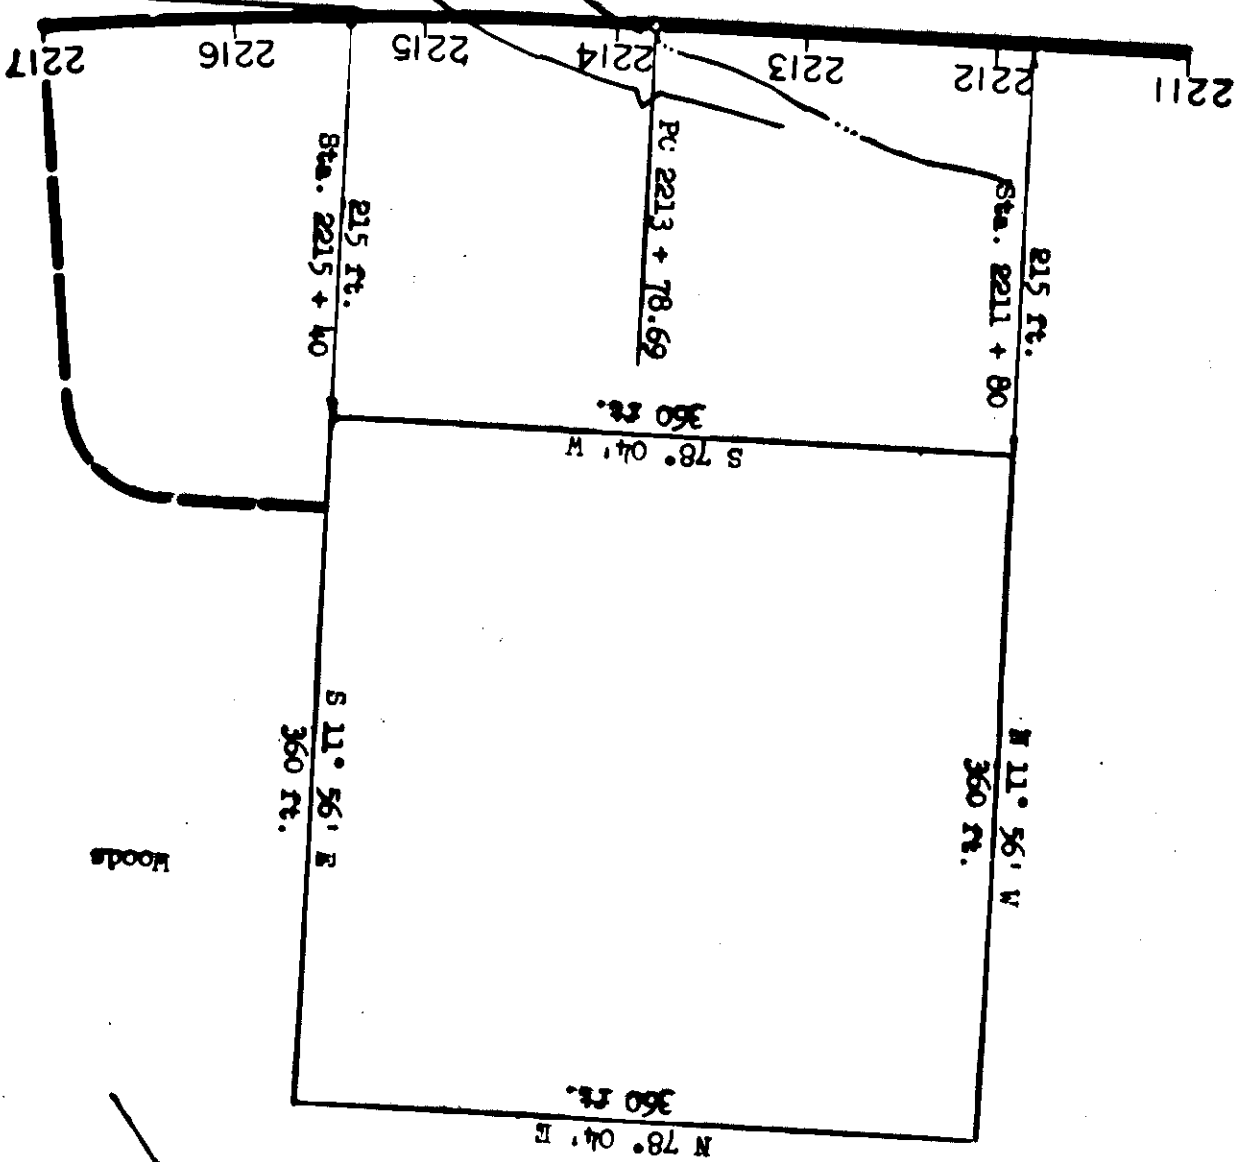 N 78° 04' E
360 ft.
Woods
N 11° 56' W
360 ft.
S 11° 56' E
360 ft.
S 78° 04' W
360 ft.
215 ft.
Sta. 2211 + 80
PC 2213 + 78.69
215 ft.
Sta. 2215 + 40
2211
2212
2213
2214
2215
2216
2217